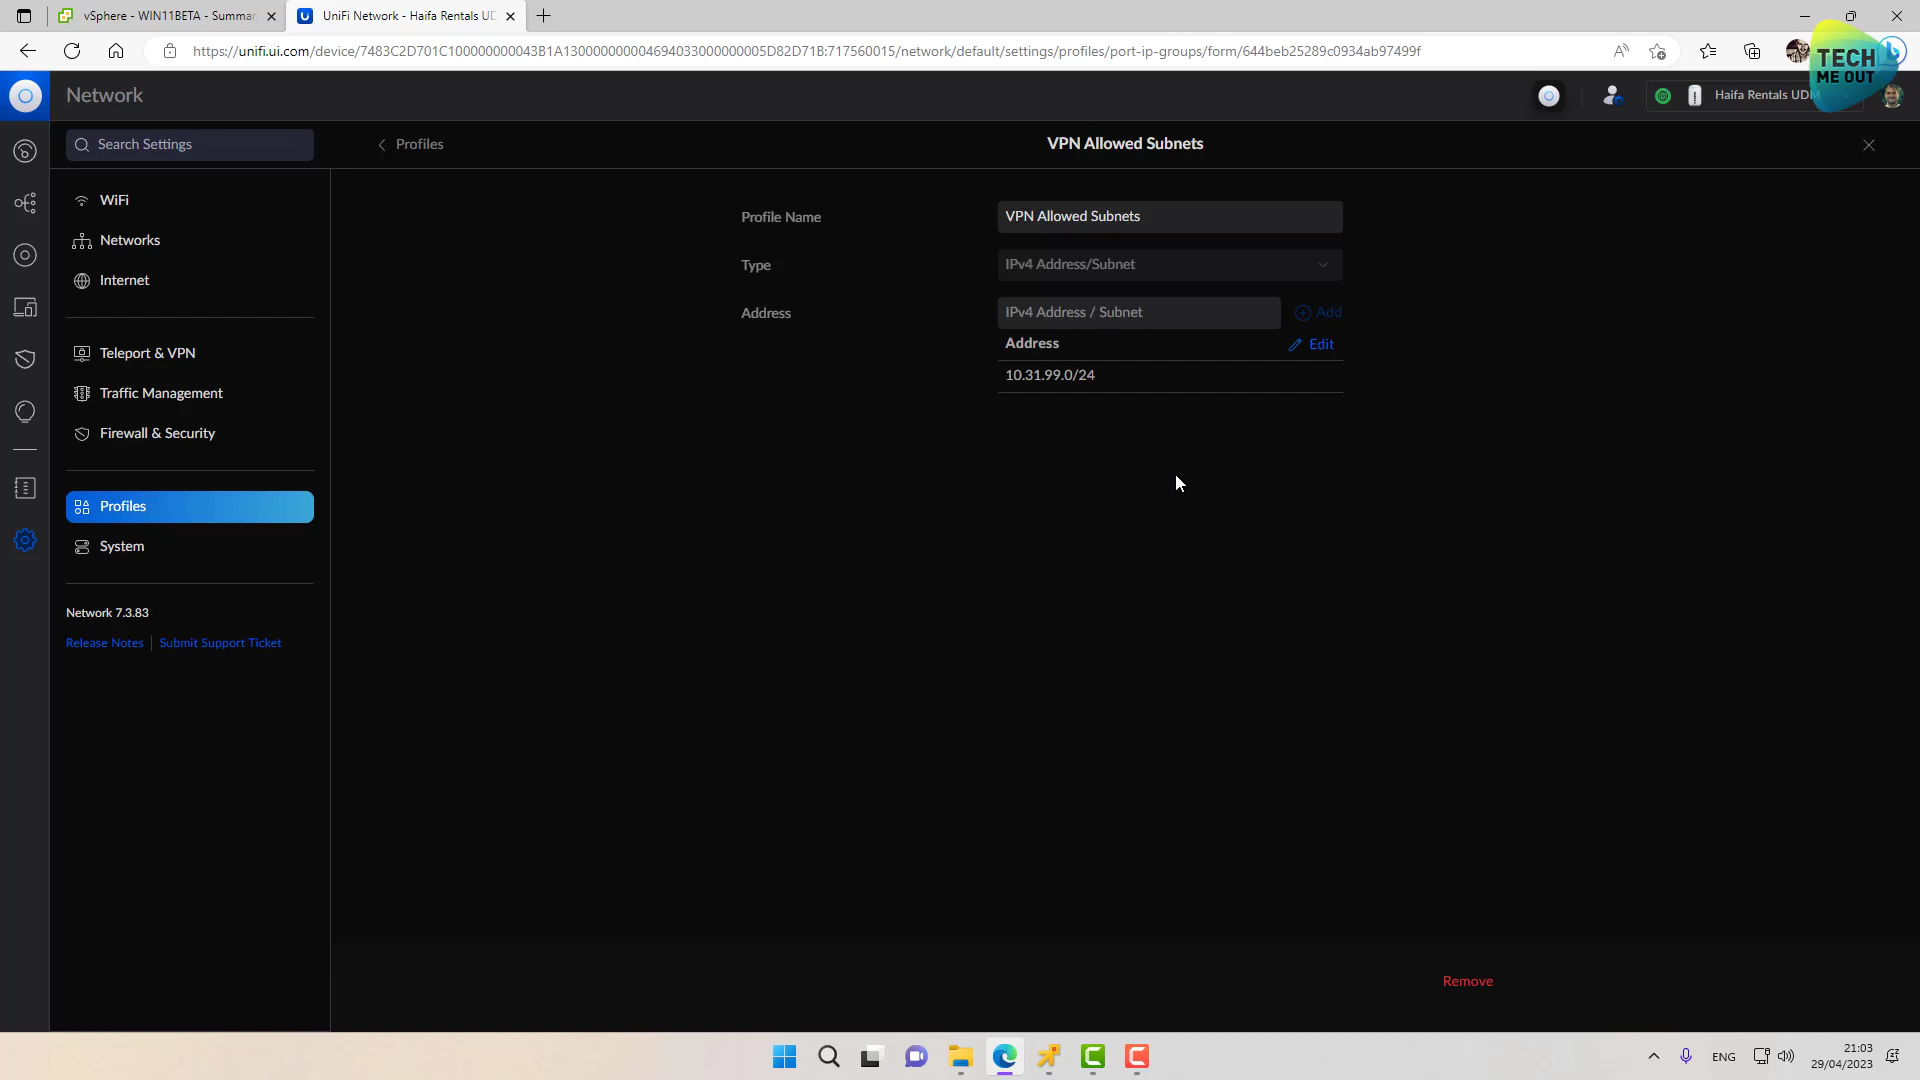 vSphere - WIN11BETA - Summar
UniFi Network - Haifa Rentals UD
https://unifi.ui.com/device/7483C2D701C100000000043B1A130000000004694033000000005D82D71B:717560015/network/default/settings/profiles/port-ip-groups/form/644beb25289c0934ab97499f
TECH
ME OUT
Network
Haifa Rentals UDM
Search Settings
Profiles
VPN Allowed Subnets
WiFi
Networks
Internet
Teleport & VPN
Traffic Management
Firewall & Security
Profiles
System
Network 7.3.83
Release Notes
Submit Support Ticket
Profile Name
VPN Allowed Subnets
Type
IPv4 Address/Subnet
Address
IPv4 Address / Subnet
Add
Address
Edit
10.31.99.0/24
Remove
ENG
21:03
29/04/2023